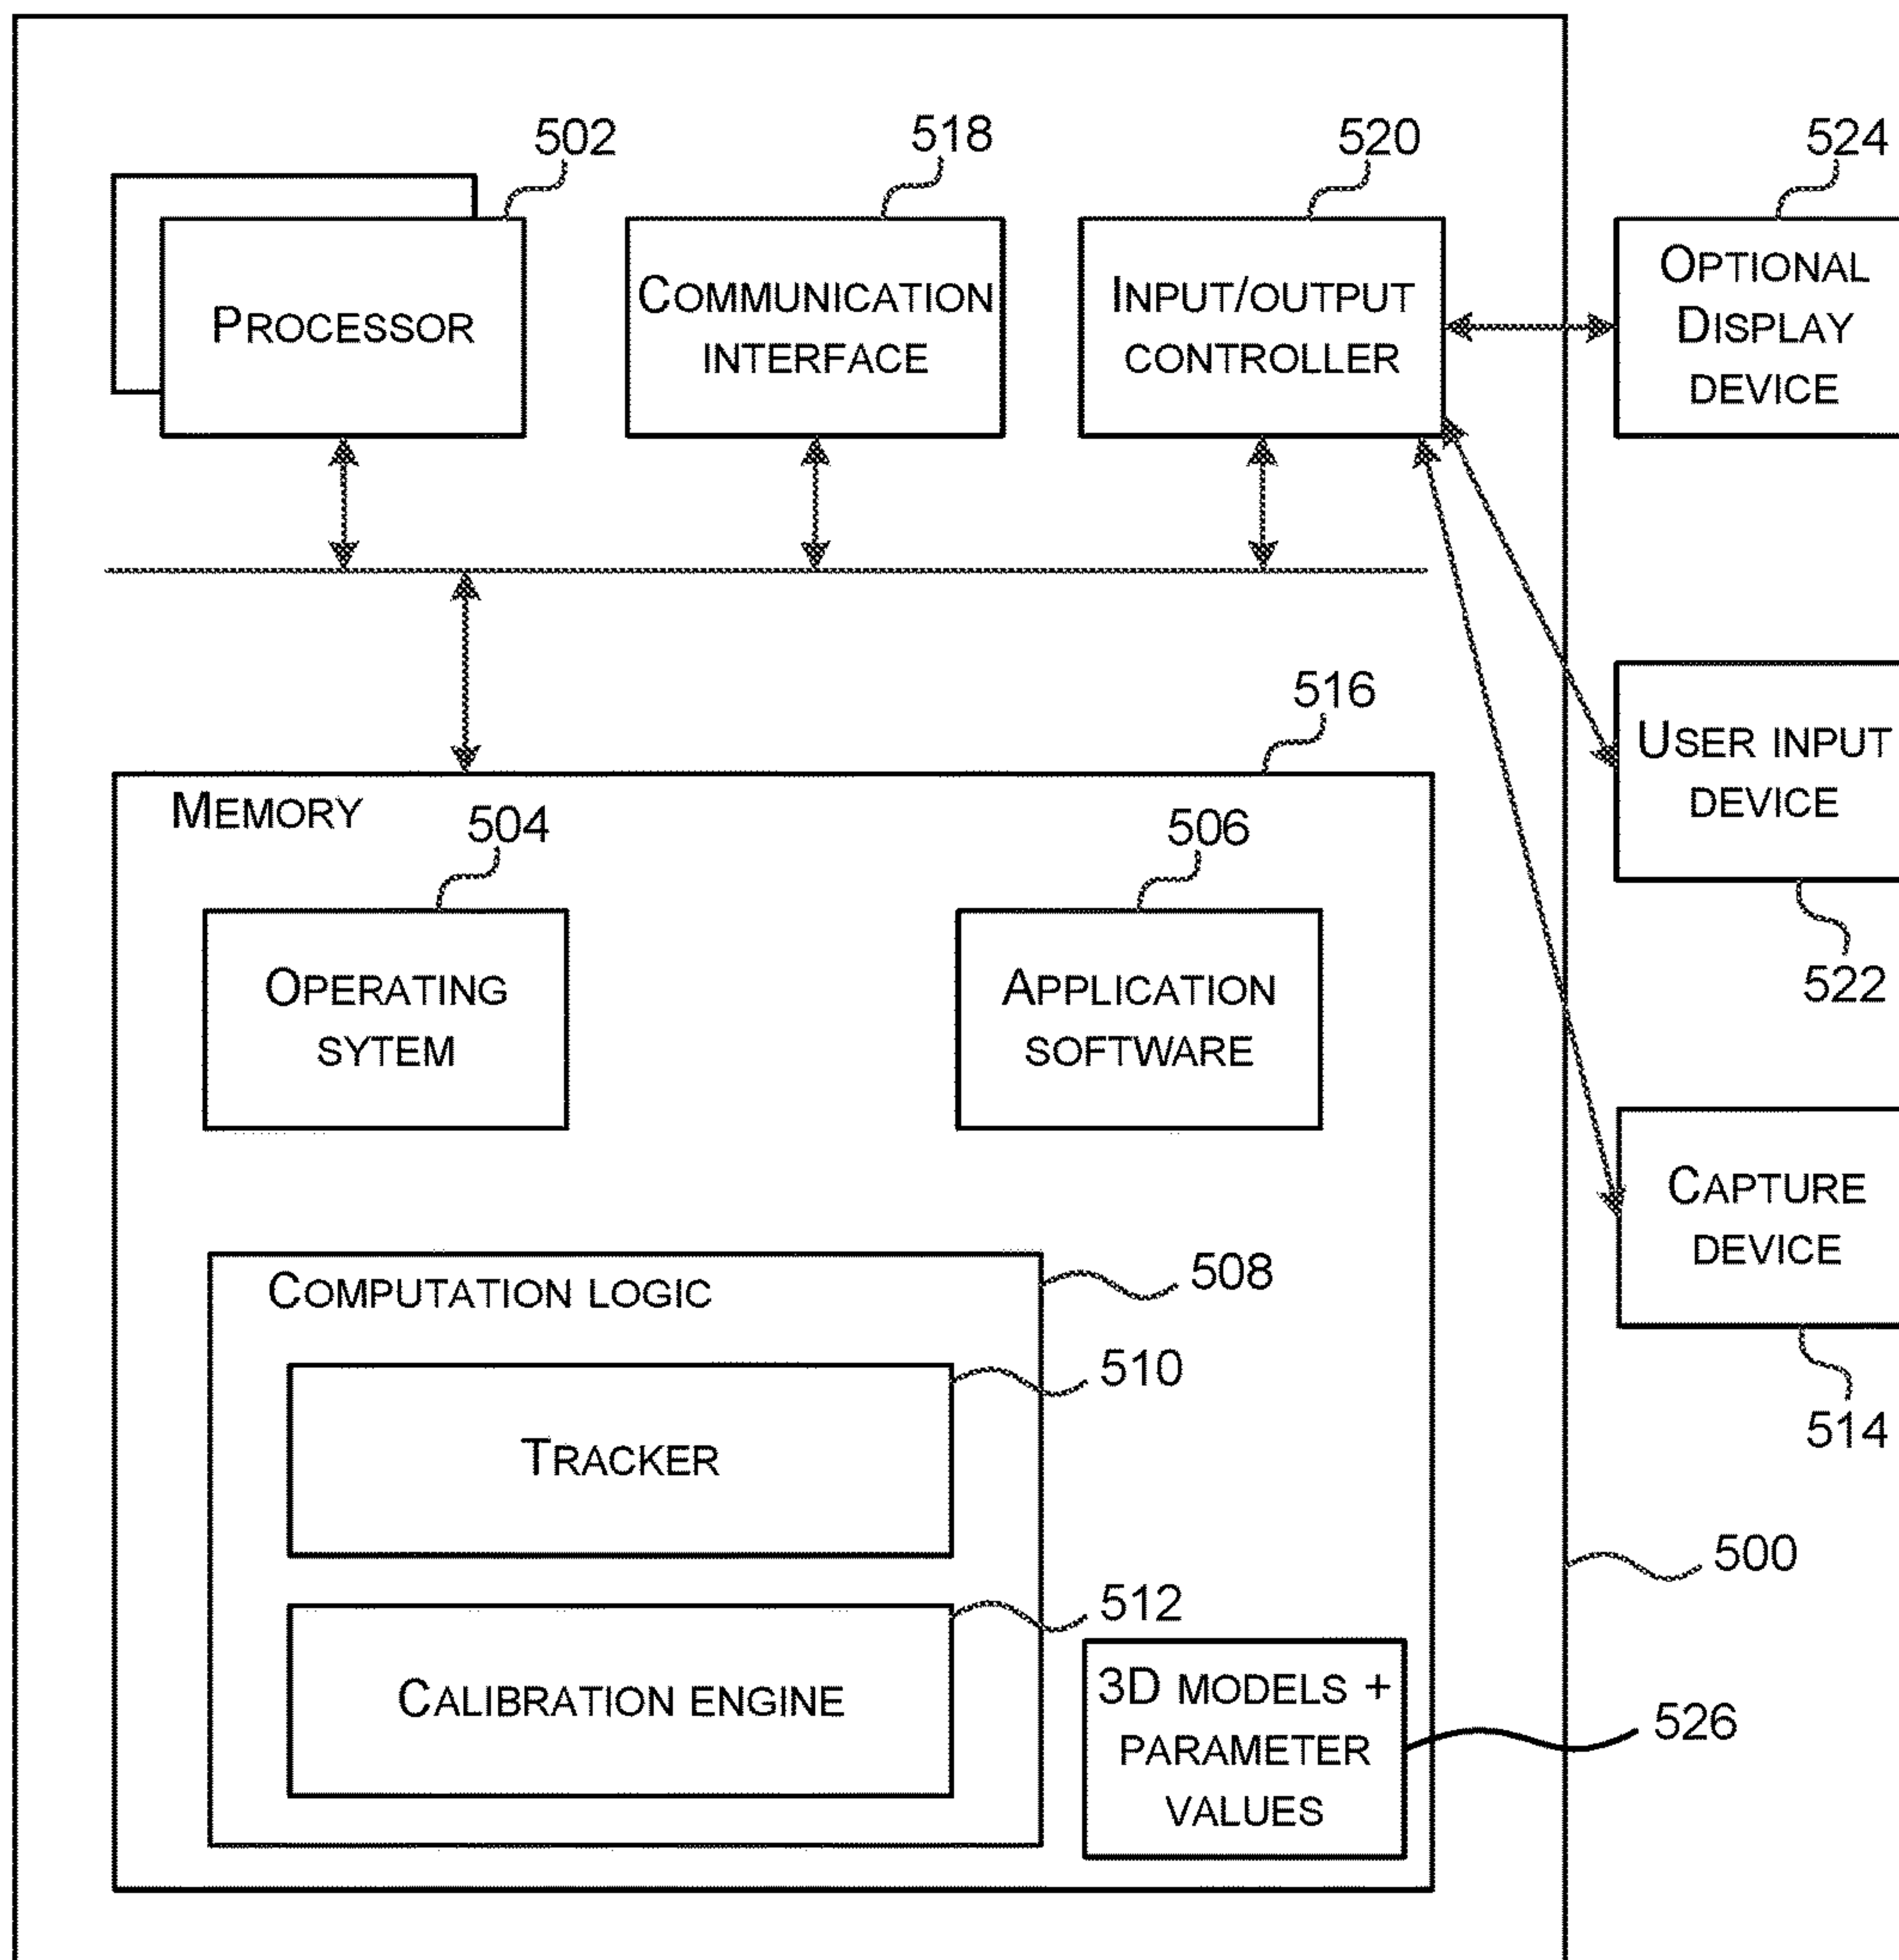 502
518
520
524
PROCESSOR
COMMUNICATION
INTERFACE
INPUT/OUTPUT
CONTROLLER
OPTIONAL
DISPLAY
DEVICE
516
MEMORY
504
506
USER INPUT
DEVICE
522
OPERATING
SYTEM
APPLICATION
SOFTWARE
CAPTURE
DEVICE
514
COMPUTATION LOGIC
508
510
TRACKER
500
512
CALIBRATION ENGINE
3D MODELS +
PARAMETER
VALUES
526